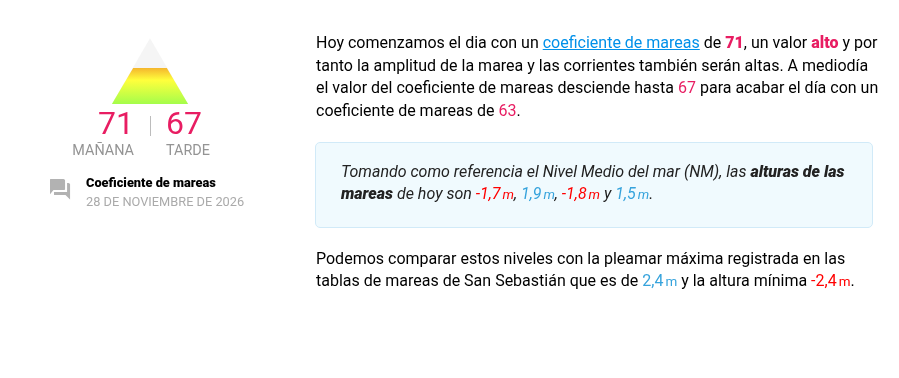 71 | 67
MAÑANA TARDE
Coeficiente de mareas
28 DE NOVIEMBRE DE 2026
Hoy comenzamos el dia con un coeficiente de mareas de 71, un valor alto y por
tanto la amplitud de la marea y las corrientes también serán altas. A mediodía
el valor del coeficiente de mareas desciende hasta 67 para acabar el día con un
coeficiente de mareas de 63.
Tomando como referencia el Nivel Medio del mar (NM), las alturas de las
mareas de hoy son -1,7 m, 1,9 m, -1,8 m y 1,5 m.
Podemos comparar estos niveles con la pleamar máxima registrada en las
tablas de mareas de San Sebastián que es de 2,4 m y la altura mínima -2,4 m.